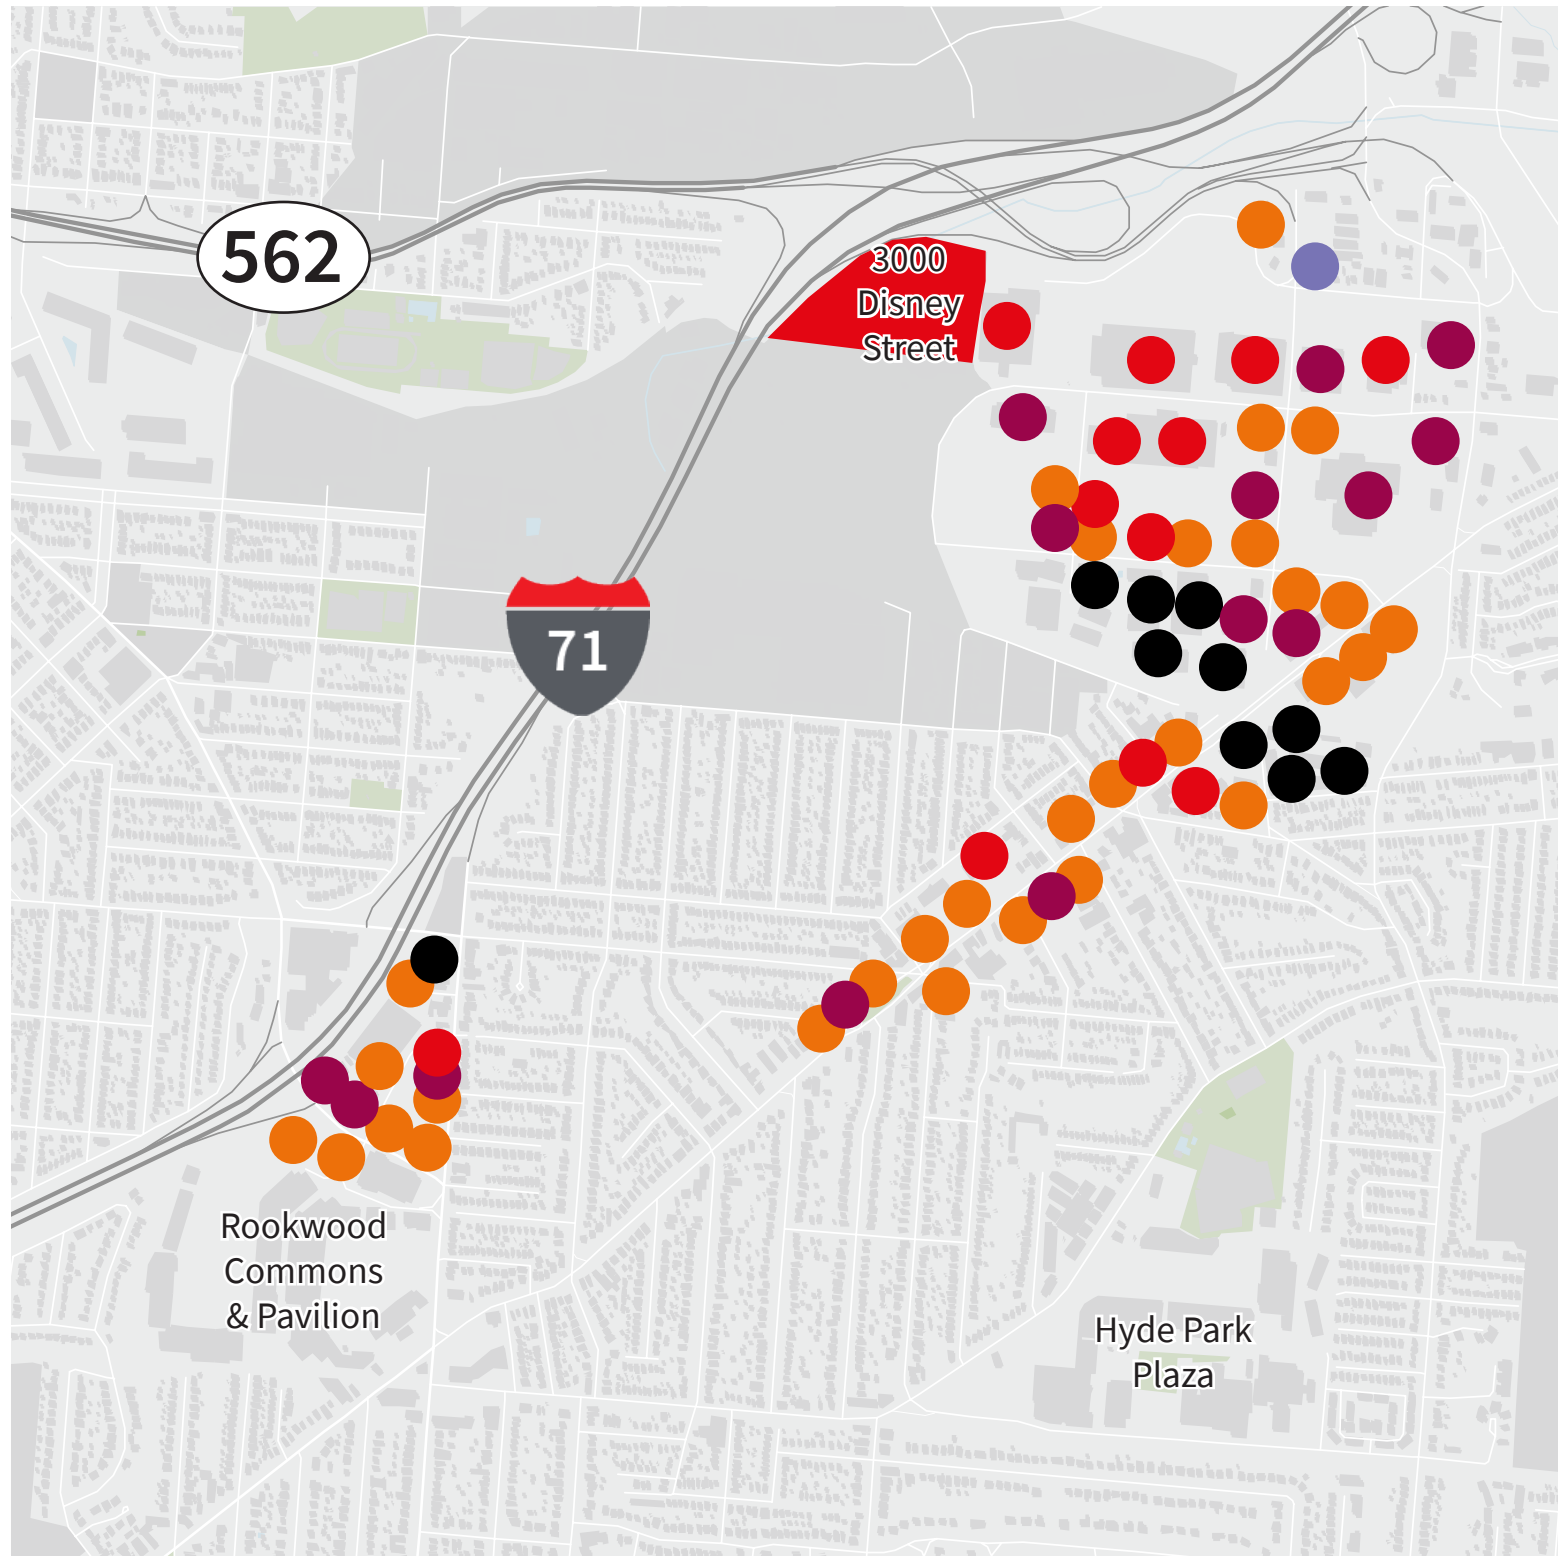 562
3000
Disney
Street
71
Rookwood
Commons
& Pavilion
Hyde Park
Plaza